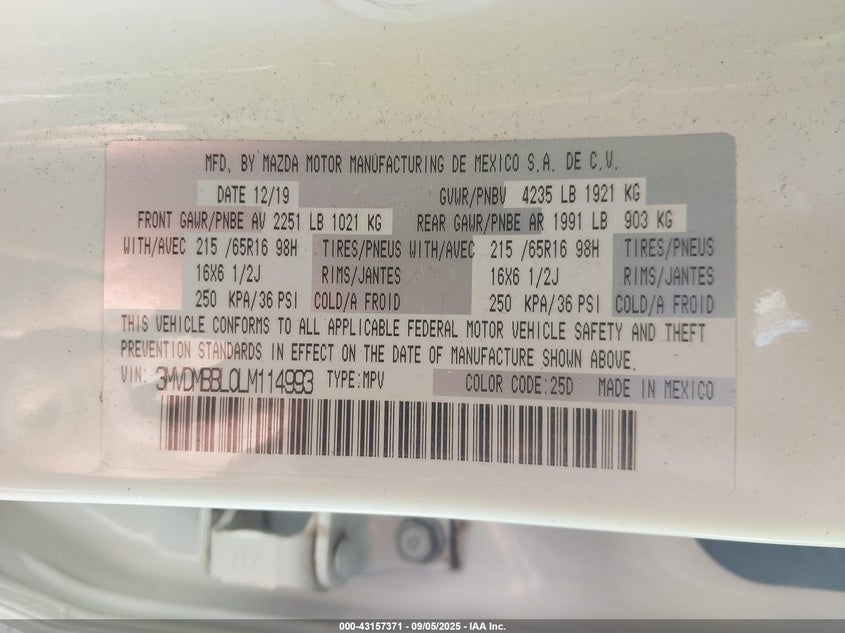 MFD. BY MAZDA MOTOR MANUFACTURING DE MEXICO S.A. DE C.V.
DATE 12/19 GVWR/PNBV 4235 LB 1921 KG
FRONT GAWR/PNBE AV 2251 LB 1021 KG REAR GAWR/PNBE AR 1991 LB 903 KG
WITH/AVEC 215 /65R16 98H TIRES/PNEUS WITH/AVEC 215 /65R16 98H TIRES/PNEUS
16X6 1/2J RIMS/JANTES 16X6 1/2J RIMS/JANTES
250 KPA/36 PSI COLD/A FROID 250 KPA/36 PSI COLD/A FROID
THIS VEHICLE CONFORMS TO ALL APPLICABLE FEDERAL MOTOR VEHICLE SAFETY AND THEFT
PREVENTION STANDARDS IN EFFECT ON THE DATE OF MANUFACTURE SHOWN ABOVE.
VIN: 3MVDMBBL0LM114993 TYPE:MPV COLOR CODE:25D MADE IN MEXICO
000-43157371 - 09/05/2025 - IAA Inc.